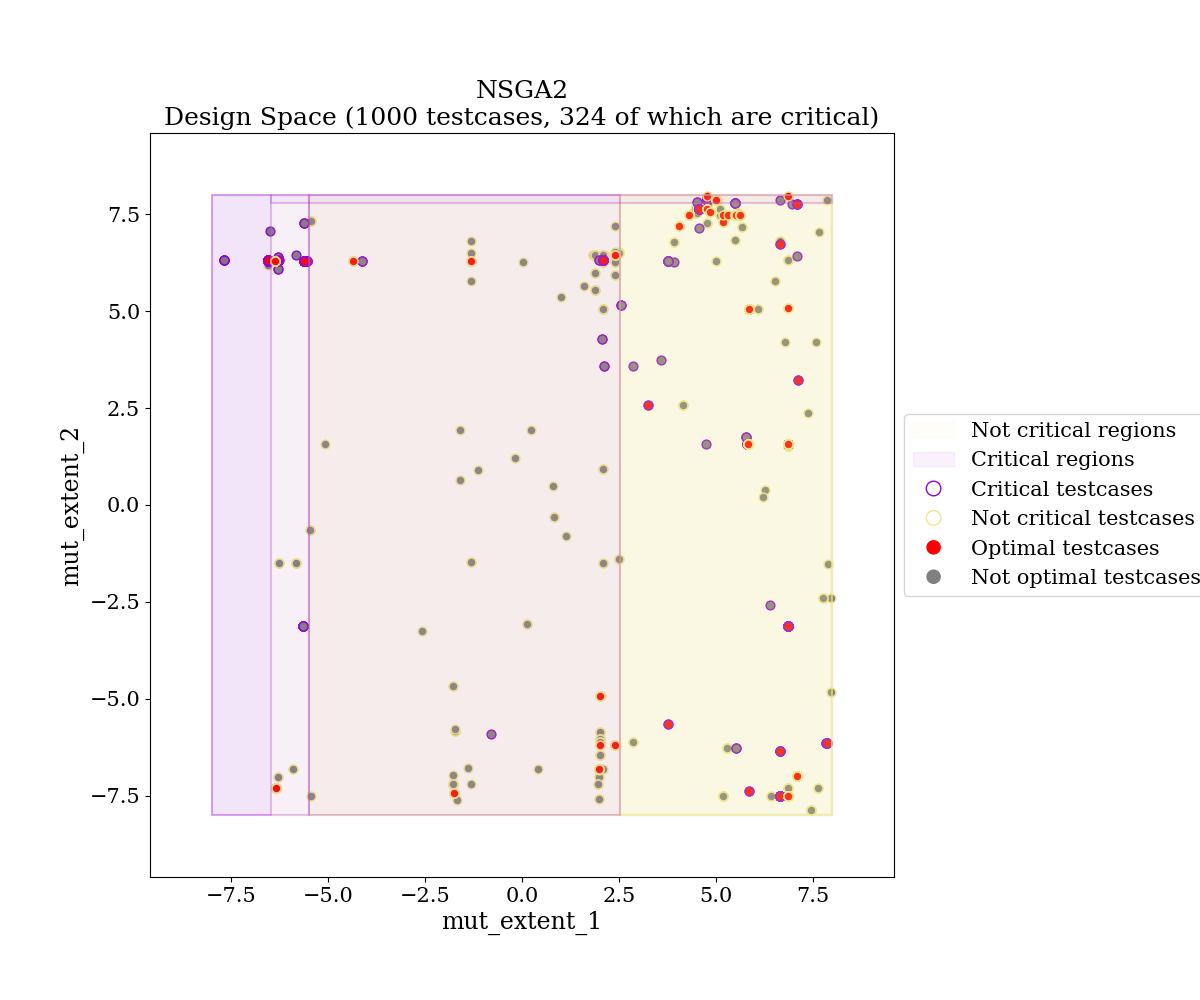 NSGA2
Design Space (1000 testcases, 324 of which are critical)
mut_extent_2
7.5
5.0
2.5
0.0
−2.5
−5.0
−7.5
−7.5
−5.0
−2.5
0.0
2.5
5.0
7.5
mut_extent_1
Not critical regions
Critical regions
Critical testcases
Not critical testcases
Optimal testcases
Not optimal testcases